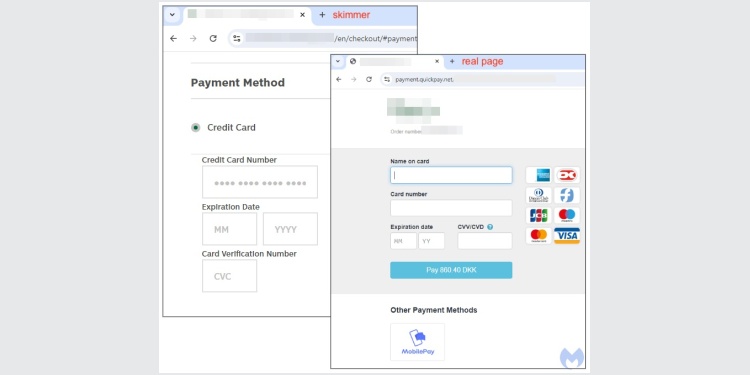 skimmer
/en/checkout/#payment
Payment Method
Credit Card
Credit Card Number
Expiration Date
MM
YYYY
Card Verification Number
CVC
real page
payment.quickpay.net.
Order number
Name on card
Card number
Expiration date
CVV/CVD ?
MM
YY
Pay 860.40 DKK
Other Payment Methods
MobilePay
JCB
VISA